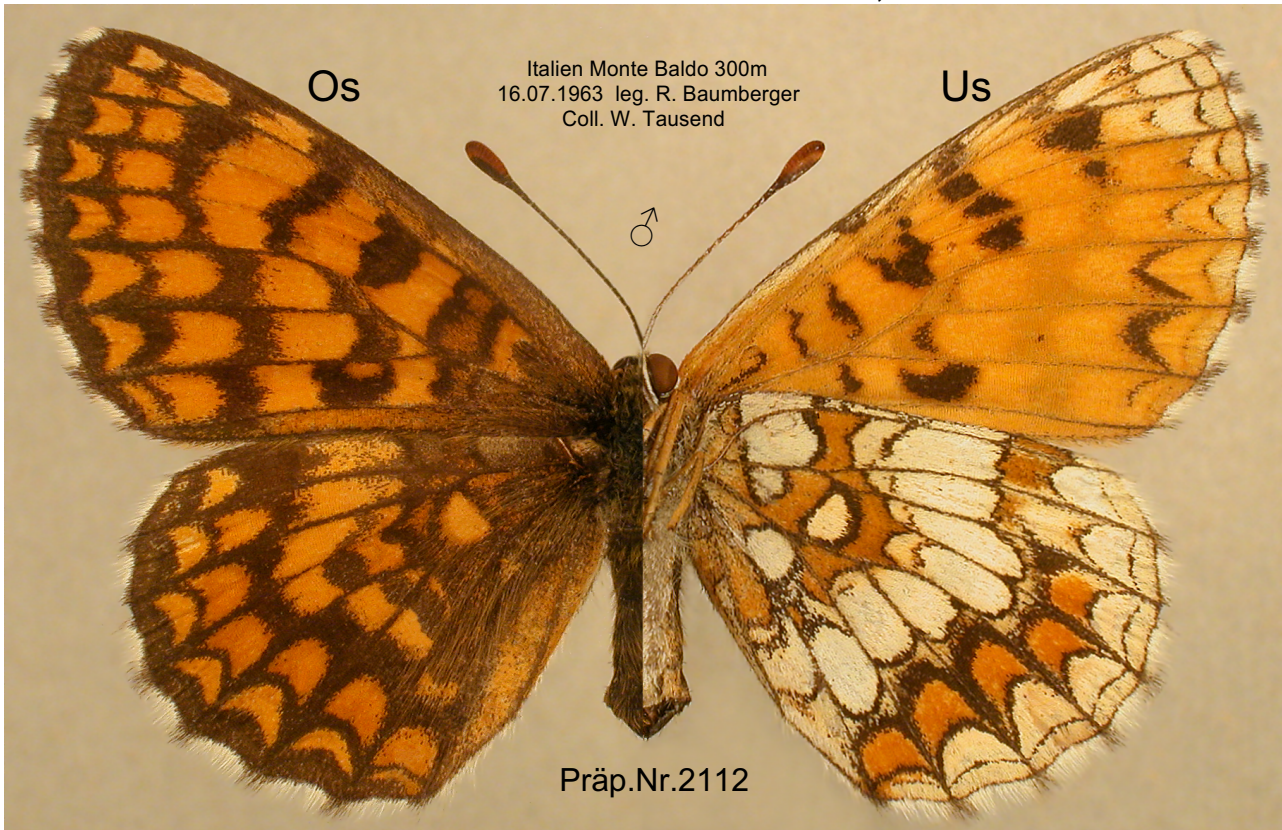 Os
Italien Monte Baldo 300m
16.07.1963 leg. R. Baumberger
Coll. W. Tausend
Us
♂
Präp.Nr.2112